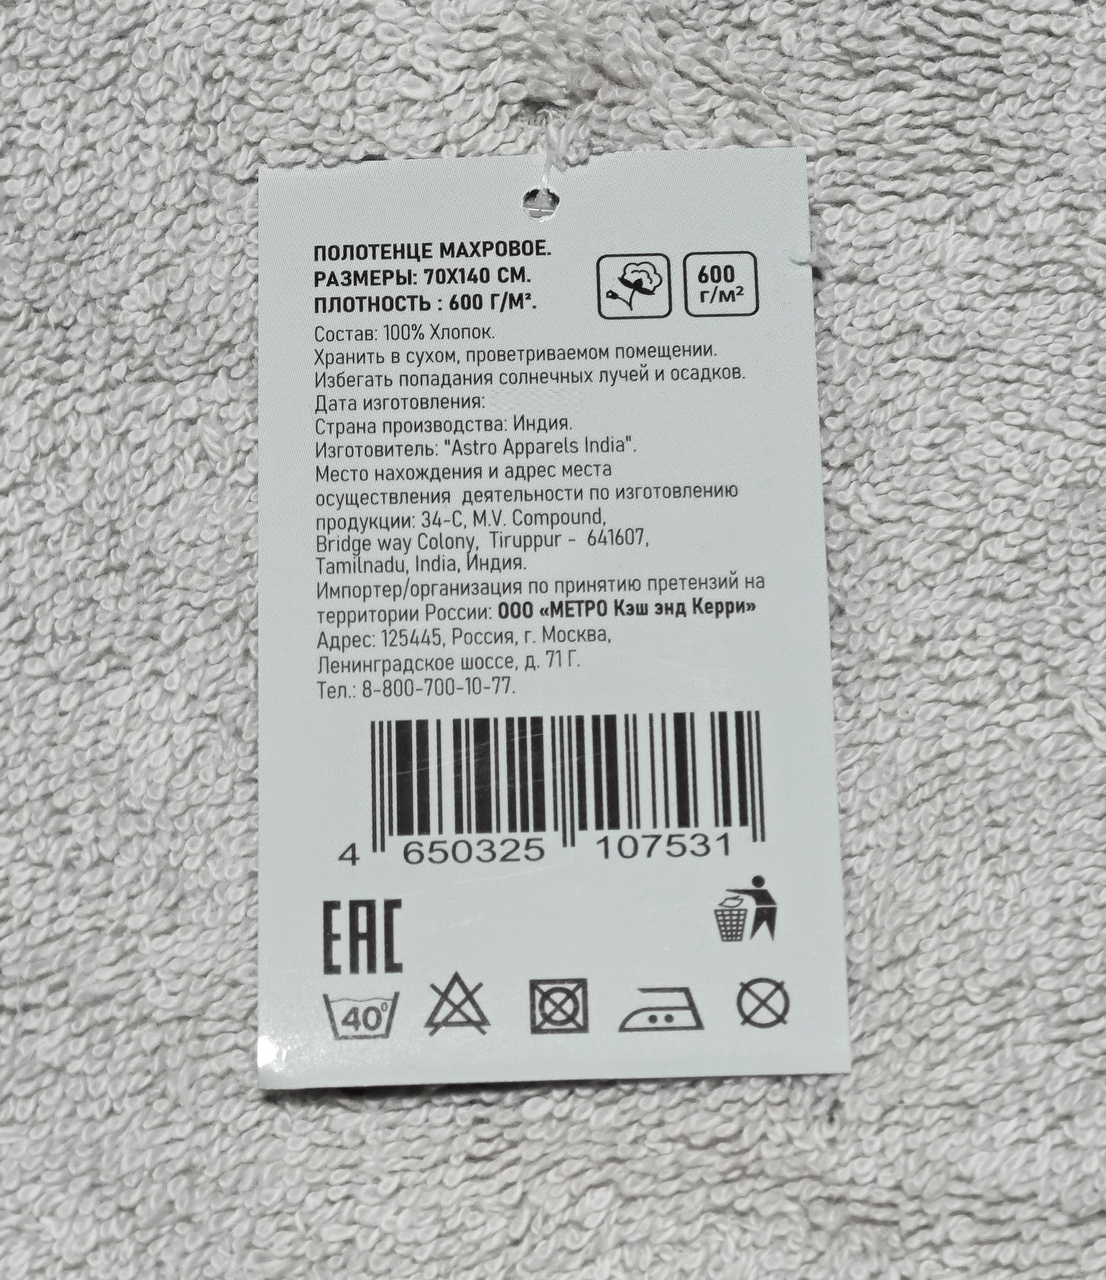 ПОЛОТЕНЦЕ МАХРОВОЕ.
РАЗМЕРЫ: 70Х140 СМ.
ПЛОТНОСТЬ : 600 Г/М².
600
г/м²
Состав: 100% Хлопок.
Хранить в сухом, проветриваемом помещении.
Избегать попадания солнечных лучей и осадков.
Дата изготовления:
Страна производства: Индия.
Изготовитель: "Astro Apparels India".
Место нахождения и адрес места
осуществления деятельности по изготовлению
продукции: 34-C, M.V. Compound,
Bridge way Colony, Tiruppur - 641607,
Tamilnadu, India, Индия.
Импортер/организация по принятию претензий на
территории России: ООО «МЕТРО Кэш энд Керри»
Адрес: 125445, Россия, г. Москва,
Ленинградское шоссе, д. 71 Г.
Тел.: 8-800-700-10-77.
4 650325 107531
EAC
40⁰